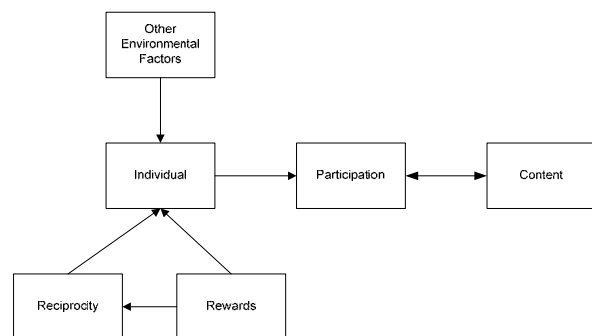 Other
Environmental
Factors
Individual
Participation
Content
Reciprocity
Rewards